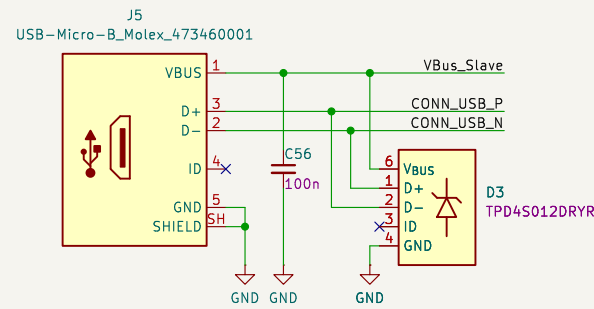 J5
USB-Micro-B_Molex_473460001
VBUS 1
VBus_Slave
D+ 3
CONN_USB_P
D- 2
CONN_USB_N
ID 4
C56
100n
GND 5
SHIELD SH
6 VBUS
1 D+
2 D-
3 ID
4 GND
D3
TPD4S012DRYR
GND GND GND